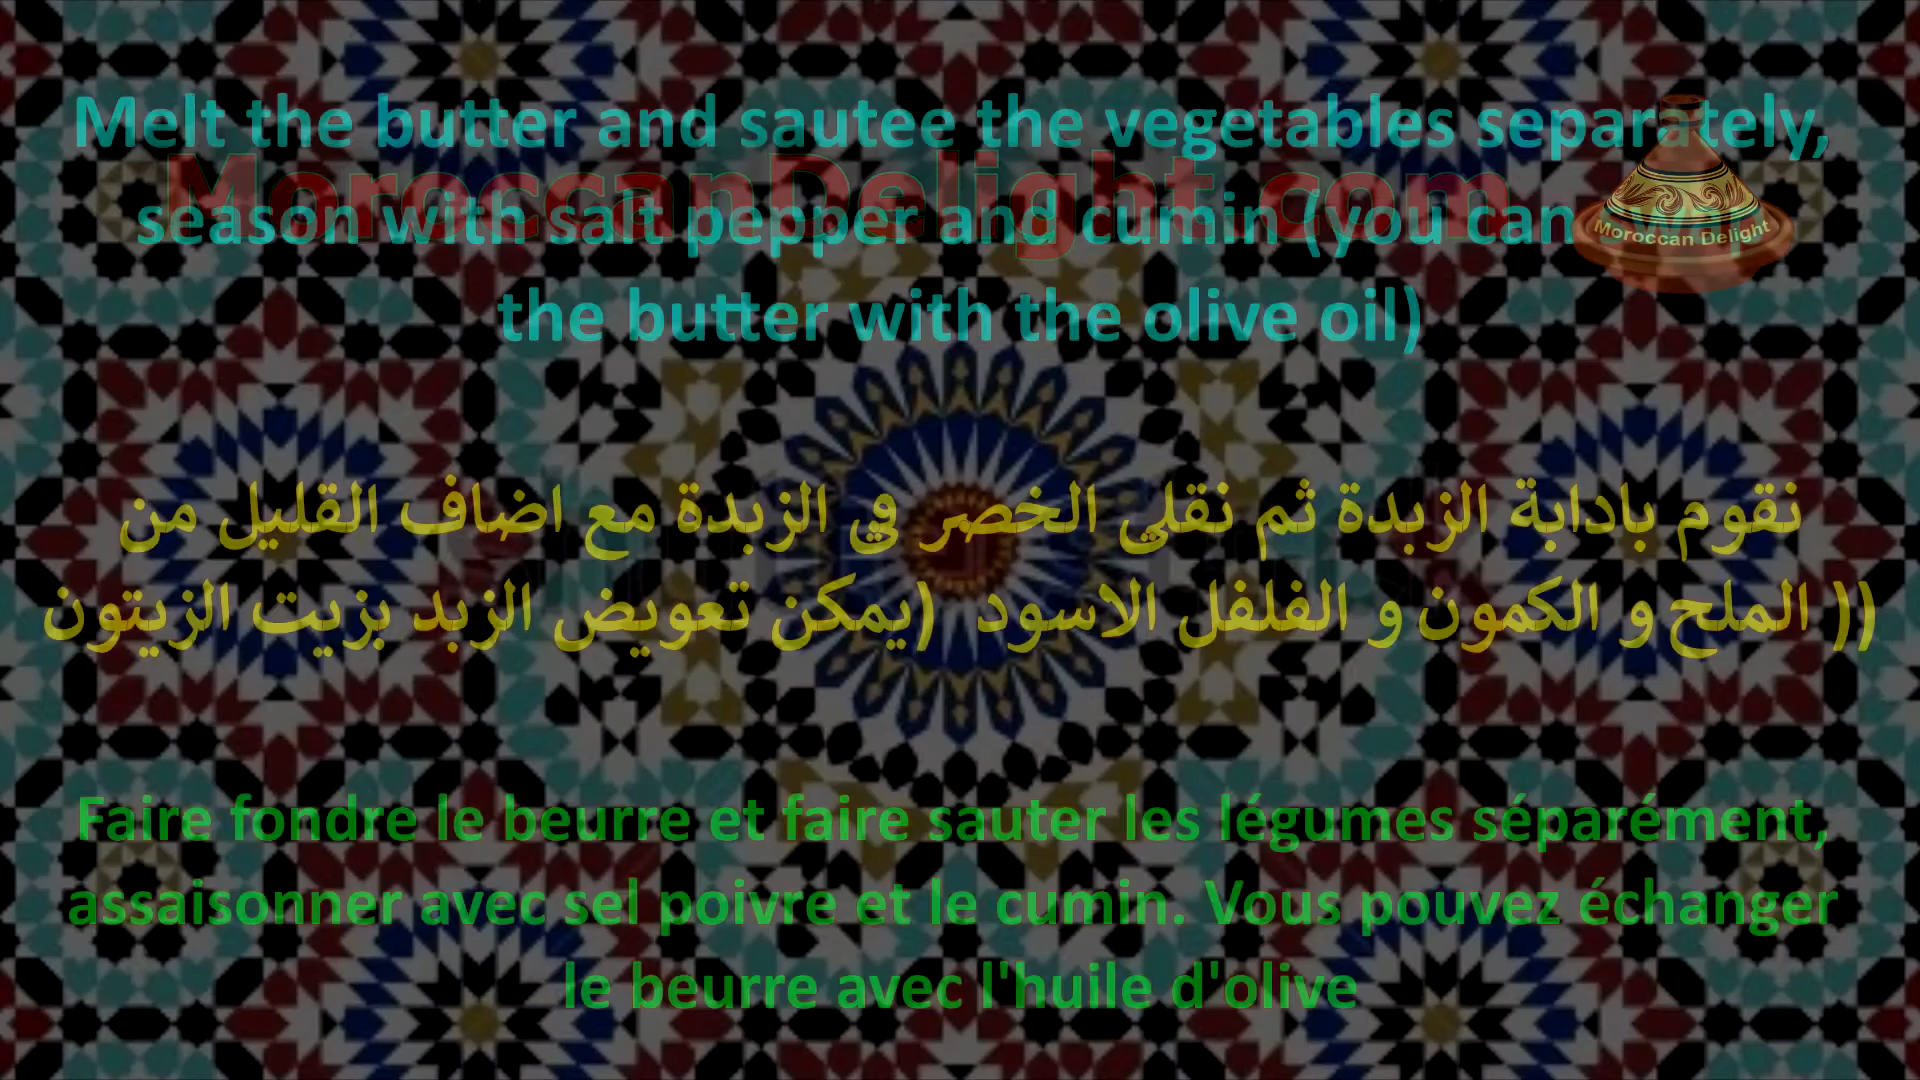 Melt the butter and sautee the vegetables separately,
MoroccanDelight.com
season with salt pepper and cumin (you can
Moroccan Delight
the butter with the olive oil)
نقوم بادابة الزبدة ثم نقلي الخصر في الزبدة مع اضاف القليل من
الملح و الكمون و الفلفل الاسود (يمكن تعويض الزبد بزيت الزيتون ))
Faire fondre le beurre et faire sauter les légumes séparément,
assaisonner avec sel poivre et le cumin. Vous pouvez échanger
le beurre avec l'huile d'olive